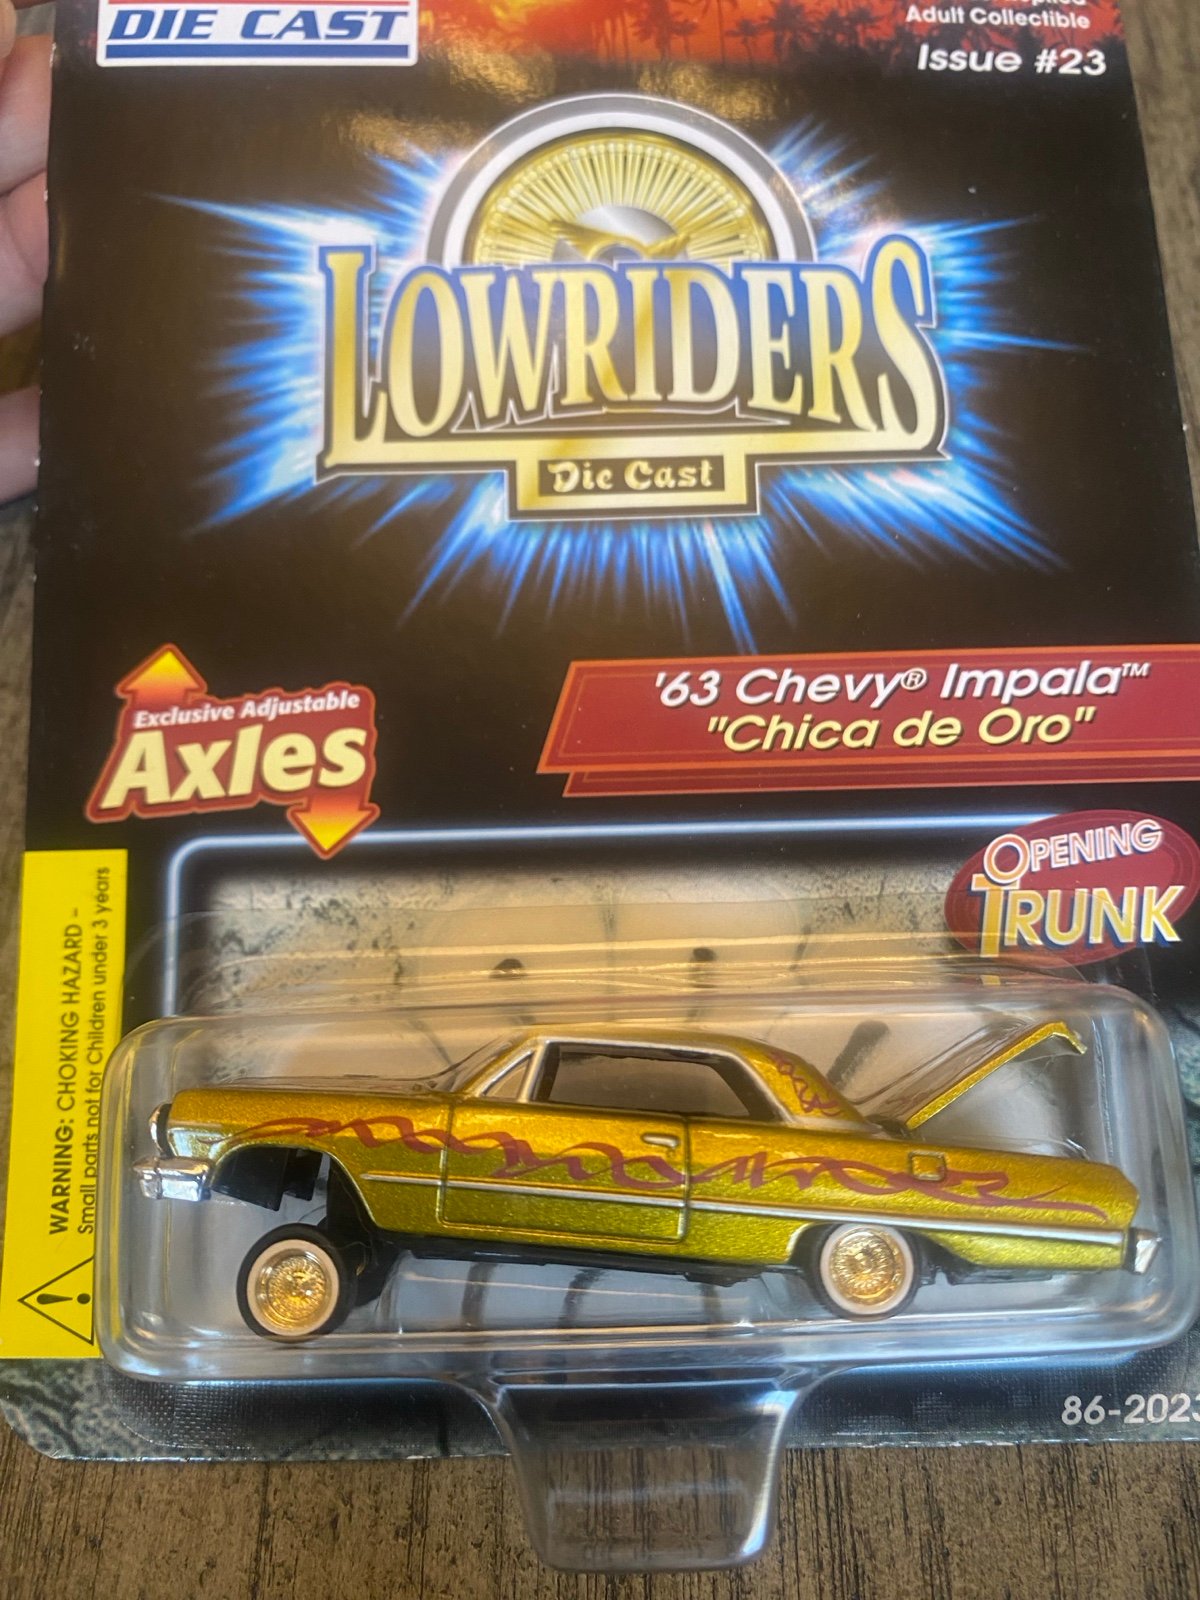 DIE CAST
Adult Collectible
Issue #23
LOWRIDERS
Die Cast
Exclusive Adjustable
Axles
'63 Chevy® Impala™
"Chica de Oro"
OPENING
TRUNK
WARNING: CHOKING HAZARD –
Small parts not for Children under 3 years
86-2023